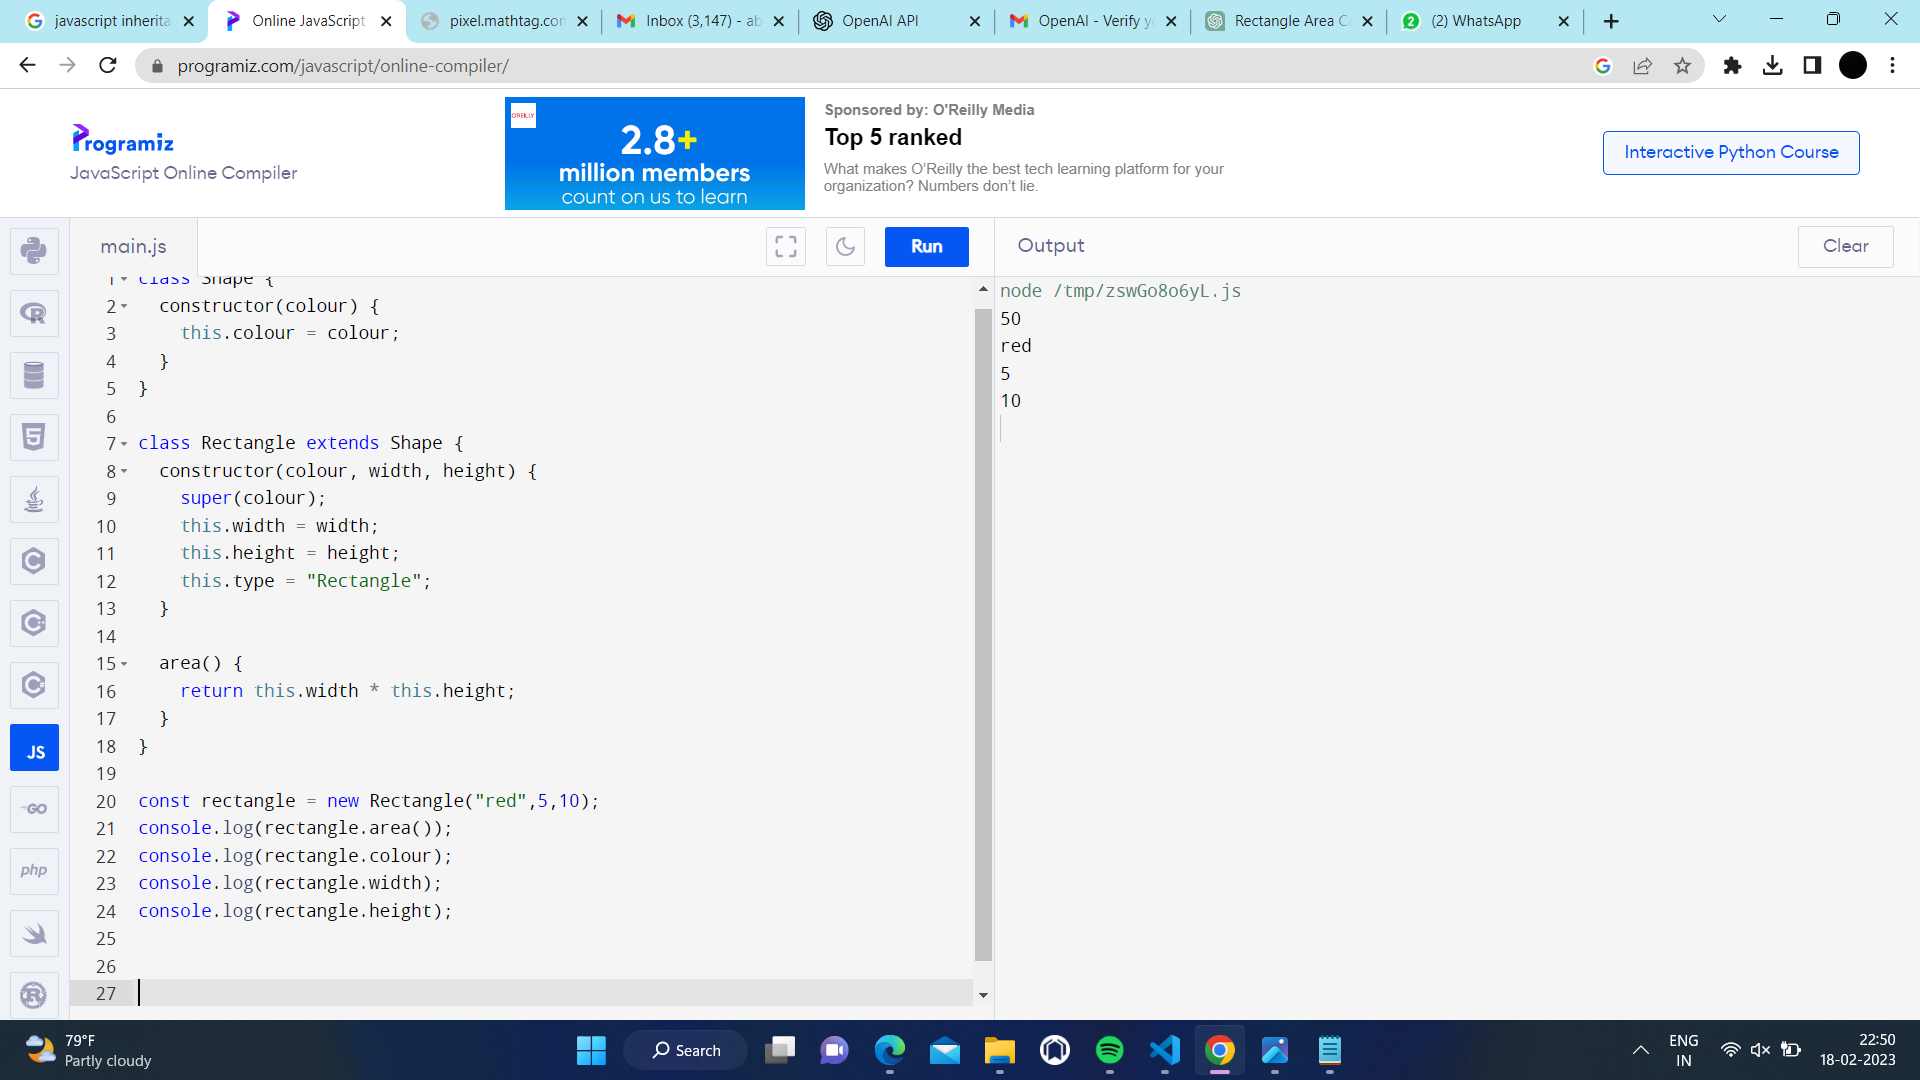 javascript inherita
Online JavaScript
pixel.mathtag.con
Inbox (3,147) - ab
OpenAI API
OpenAI - Verify yo
Rectangle Area Ca
(2) WhatsApp
programiz.com/javascript/online-compiler/
Programiz
JavaScript Online Compiler
O'REILLY
2.8+
million members
count on us to learn
Sponsored by: O'Reilly Media
Top 5 ranked
What makes O'Reilly the best tech learning platform for your
organization? Numbers don't lie.
Interactive Python Course
main.js
Run
Output
Clear
1 class Shape {
2 constructor(colour) {
3 this.colour = colour;
4 }
5 }
6
7 class Rectangle extends Shape {
8 constructor(colour, width, height) {
9 super(colour);
10 this.width = width;
11 this.height = height;
12 this.type = "Rectangle";
13 }
14
15 area() {
16 return this.width * this.height;
17 }
18 }
19
20 const rectangle = new Rectangle("red",5,10);
21 console.log(rectangle.area());
22 console.log(rectangle.colour);
23 console.log(rectangle.width);
24 console.log(rectangle.height);
25
26
27
node /tmp/zswGo8o6yL.js
50
red
5
10
JS
GO
php
79°F
Partly cloudy
Search
ENG
IN
22:50
18-02-2023